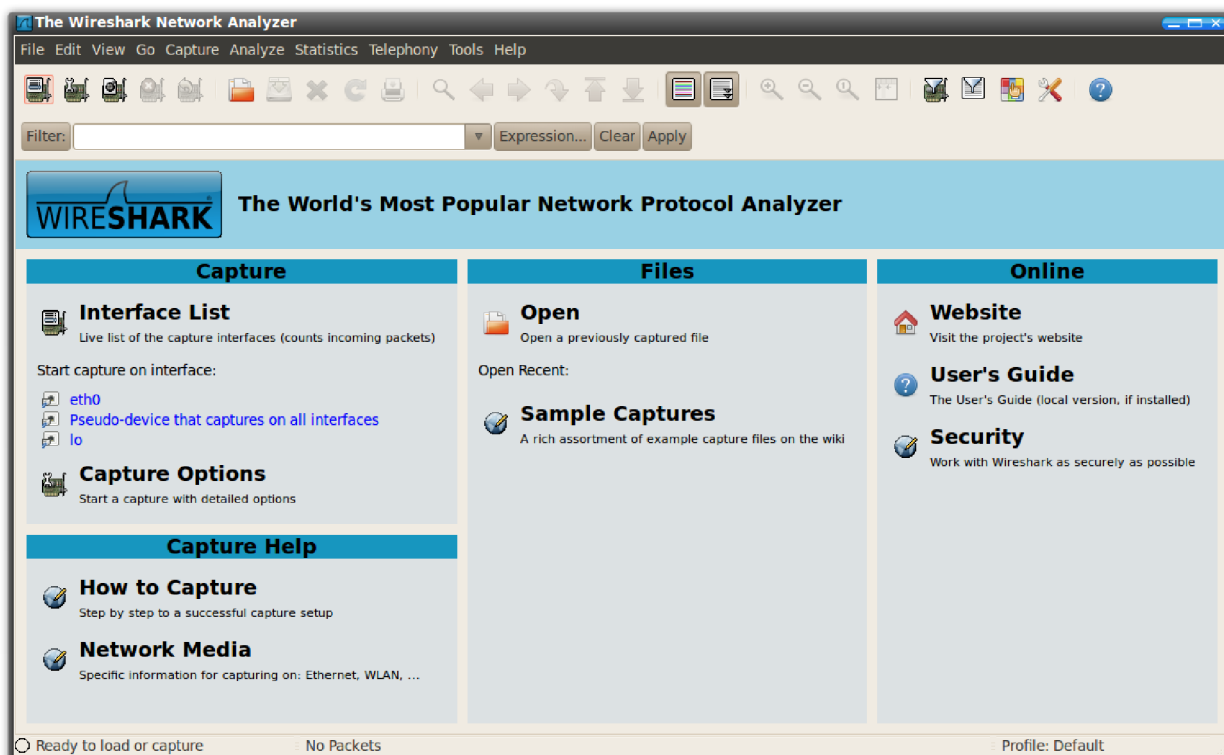 The Wireshark Network Analyzer
File Edit View Go Capture Analyze Statistics Telephony Tools Help
Filter: Expression... Clear Apply
WIRESHARK
The World's Most Popular Network Protocol Analyzer
Capture
Interface List
Live list of the capture interfaces (counts incoming packets)
Start capture on interface:
eth0
Pseudo-device that captures on all interfaces
lo
Capture Options
Start a capture with detailed options
Capture Help
How to Capture
Step by step to a successful capture setup
Network Media
Specific information for capturing on: Ethernet, WLAN, ...
Files
Open
Open a previously captured file
Open Recent:
Sample Captures
A rich assortment of example capture files on the wiki
Online
Website
Visit the project's website
User's Guide
The User's Guide (local version, if installed)
Security
Work with Wireshark as securely as possible
Ready to load or capture
No Packets
Profile: Default